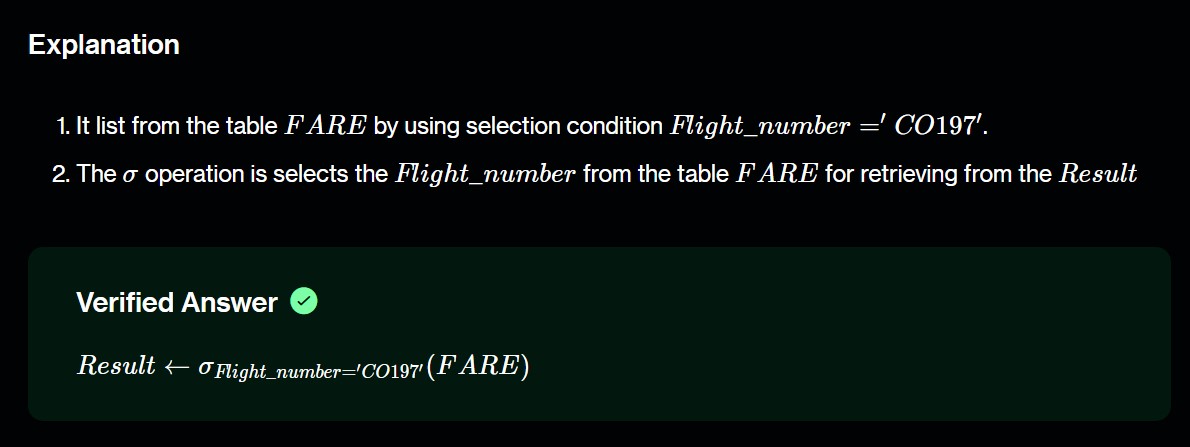 Explanation
1. It list from the table FARE by using selection condition Flight_number =' CO197'.
2. The σ operation is selects the Flight_number from the table FARE for retrieving from the Result
Verified Answer
Result ← σFlight_number='CO197'(FARE)